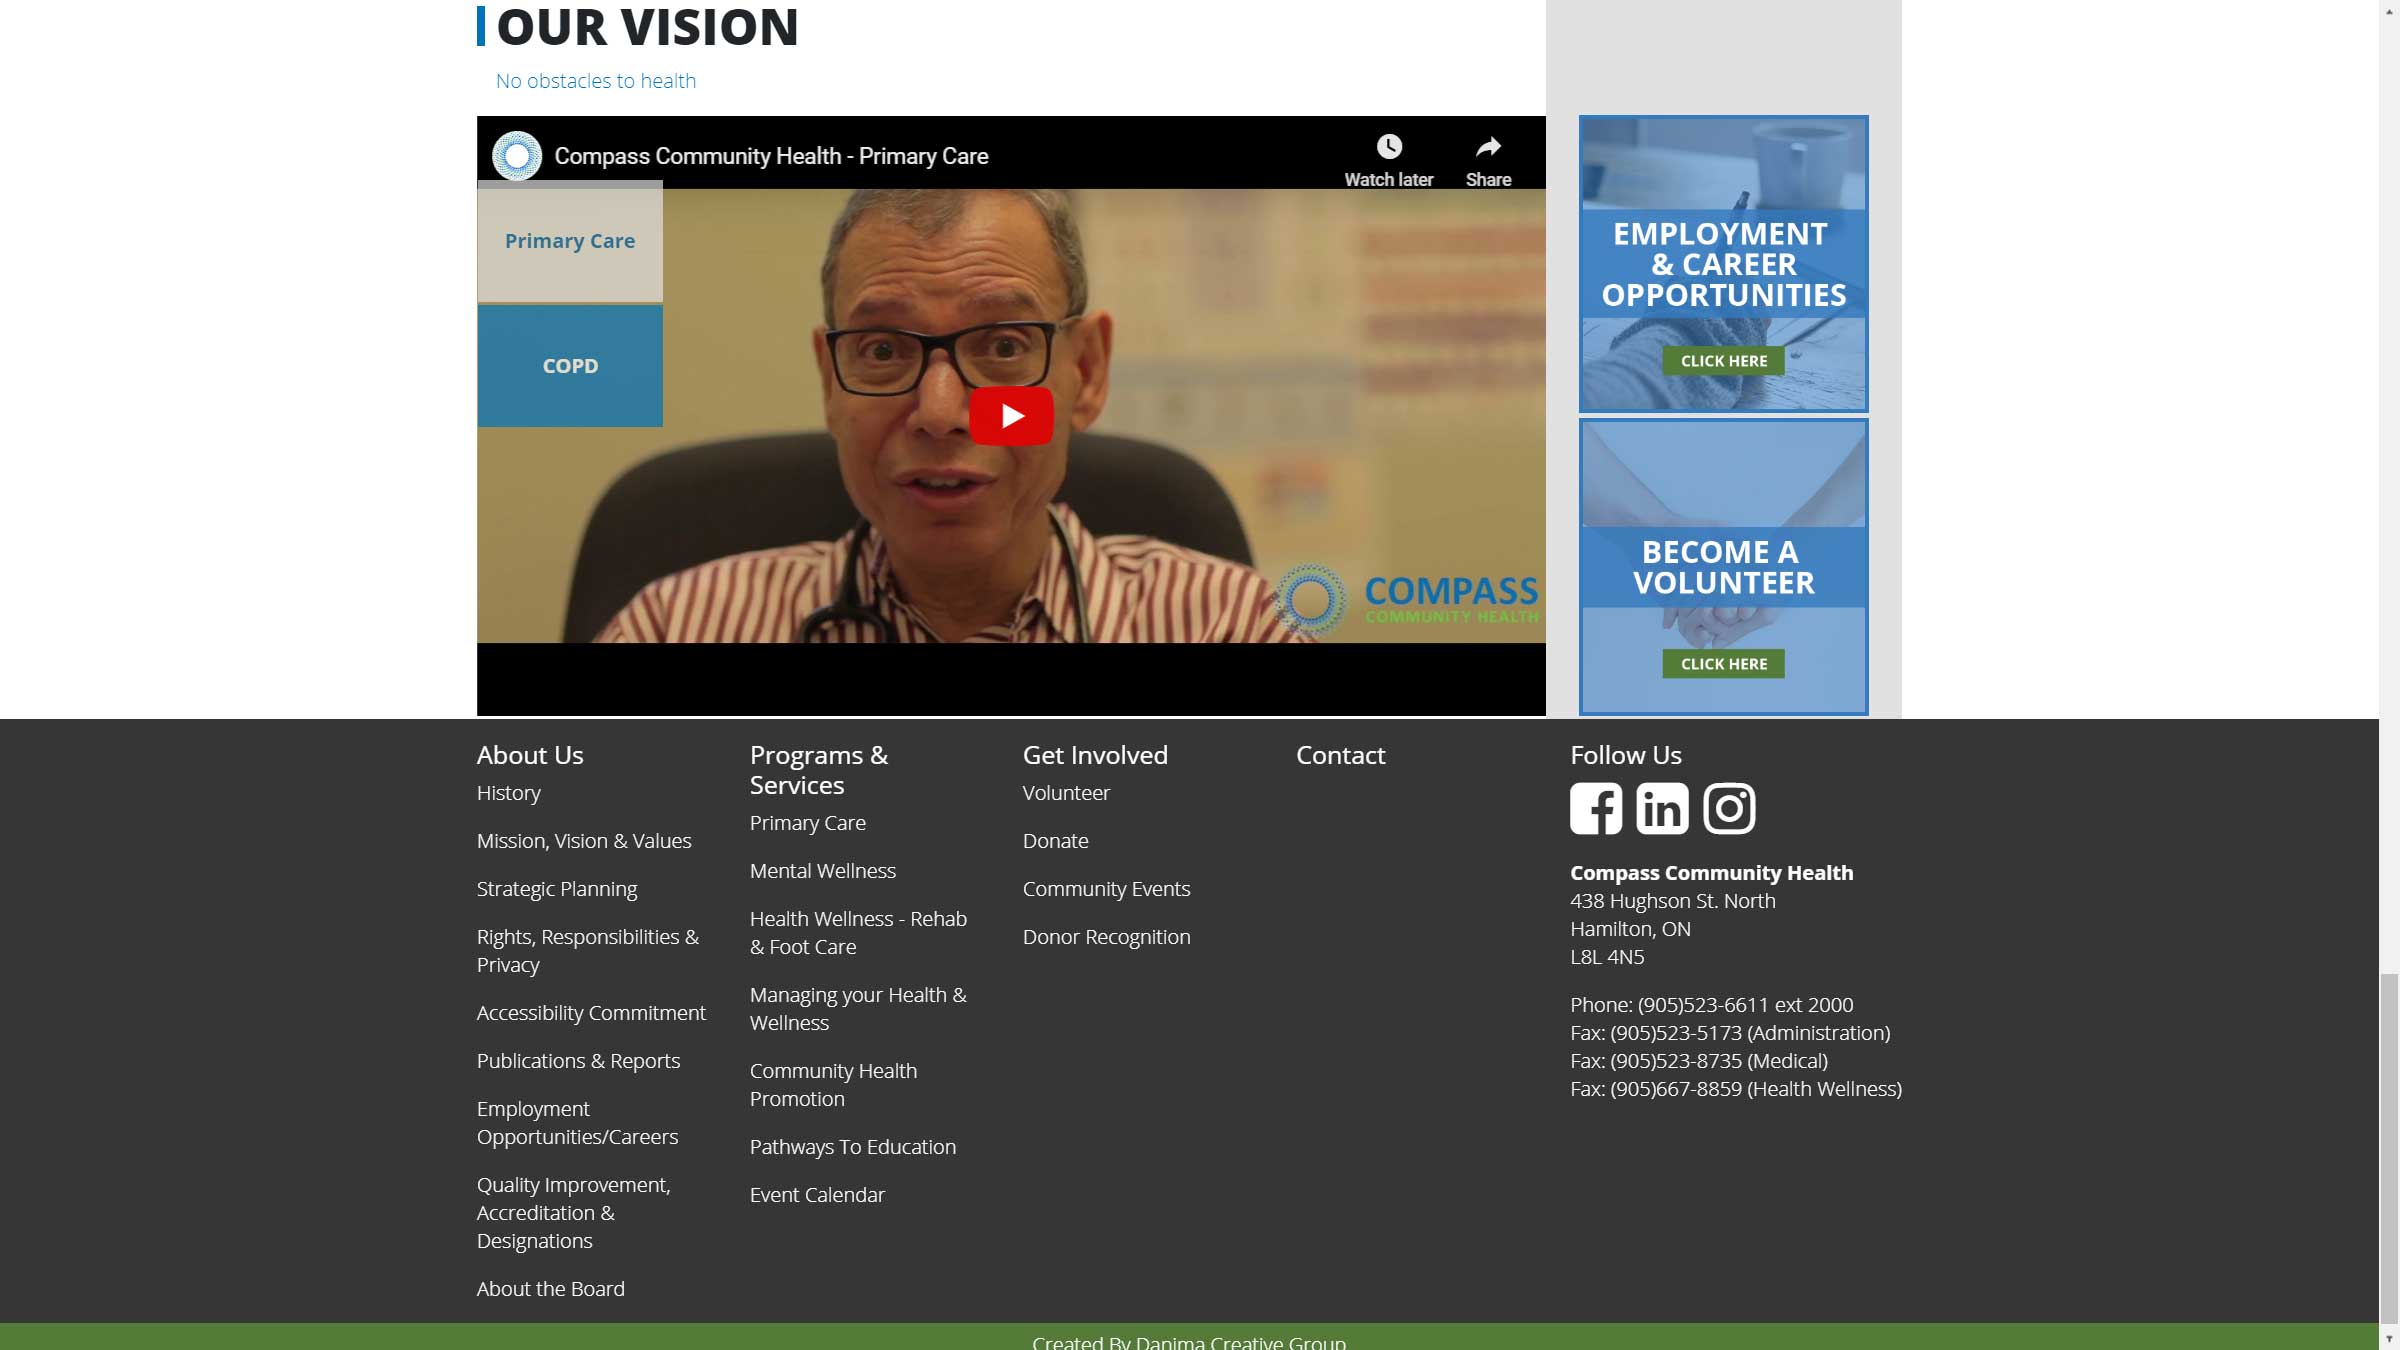 OUR VISION
No obstacles to health
Compass Community Health - Primary Care
Watch later
Share
Primary Care
COPD
COMPASS
COMMUNITY HEALTH
EMPLOYMENT
& CAREER
OPPORTUNITIES
CLICK HERE
BECOME A
VOLUNTEER
CLICK HERE
About Us
History
Mission, Vision & Values
Strategic Planning
Rights, Responsibilities &
Privacy
Accessibility Commitment
Publications & Reports
Employment
Opportunities/Careers
Quality Improvement,
Accreditation &
Designations
About the Board
Programs &
Services
Primary Care
Mental Wellness
Health Wellness - Rehab
& Foot Care
Managing your Health &
Wellness
Community Health
Promotion
Pathways To Education
Event Calendar
Get Involved
Volunteer
Donate
Community Events
Donor Recognition
Contact
Follow Us
Compass Community Health
438 Hughson St. North
Hamilton, ON
L8L 4N5
Phone: (905)523-6611 ext 2000
Fax: (905)523-5173 (Administration)
Fax: (905)523-8735 (Medical)
Fax: (905)667-8859 (Health Wellness)
Created By Danima Creative Group